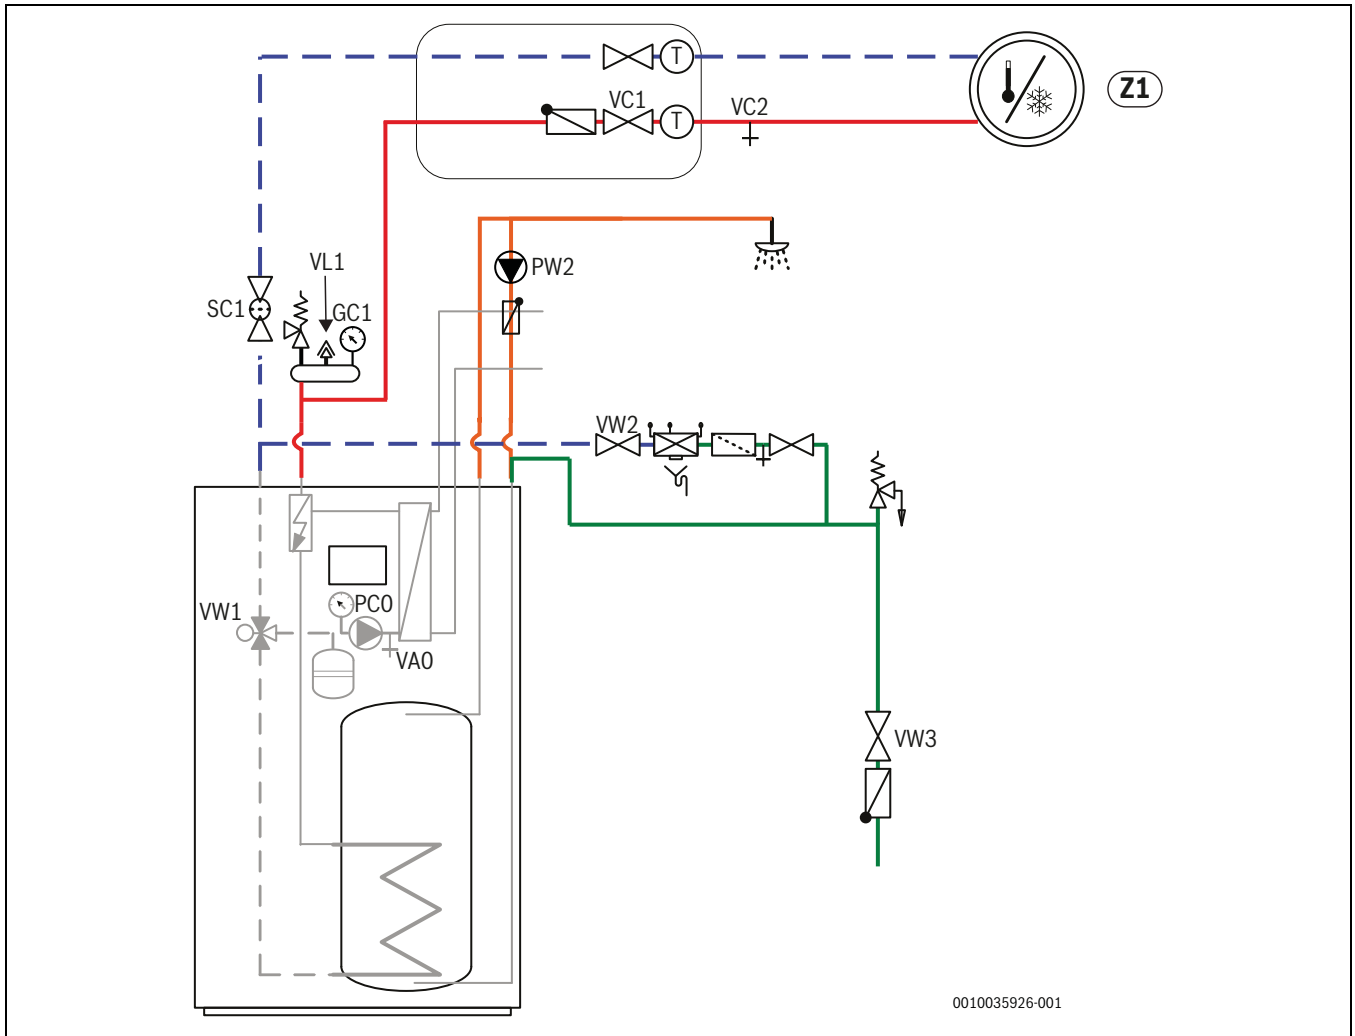 T
Z1
VC1
T
VC2
VL1
PW2
SC1
GC1
VW2
VW1
PC0
VA0
VW3
0010035926-001